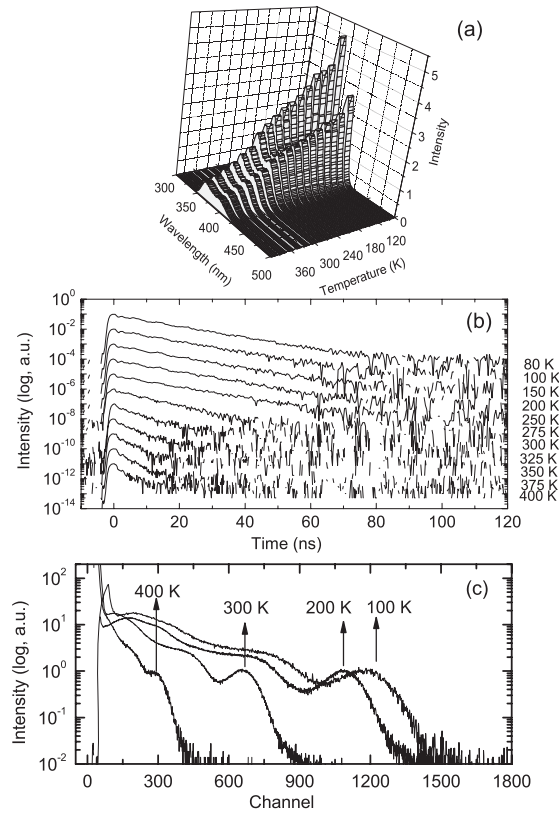 (a)
5
4
3
2
1
0
Intensity
300
350
400
450
500
Wavelength (nm)
360
300
240
180
120
Temperature (K)
(b)
10^0
10^-2
10^-4
10^-6
10^-8
10^-10
10^-12
10^-14
Intensity (log, a.u.)
80 K
100 K
150 K
200 K
250 K
275 K
300 K
325 K
350 K
375 K
400 K
0 20 40 60 80 100 120
Time (ns)
(c)
10^2
10^1
10^0
10^-1
10^-2
Intensity (log, a.u.)
400 K
300 K
200 K
100 K
0 300 600 900 1200 1500 1800
Channel